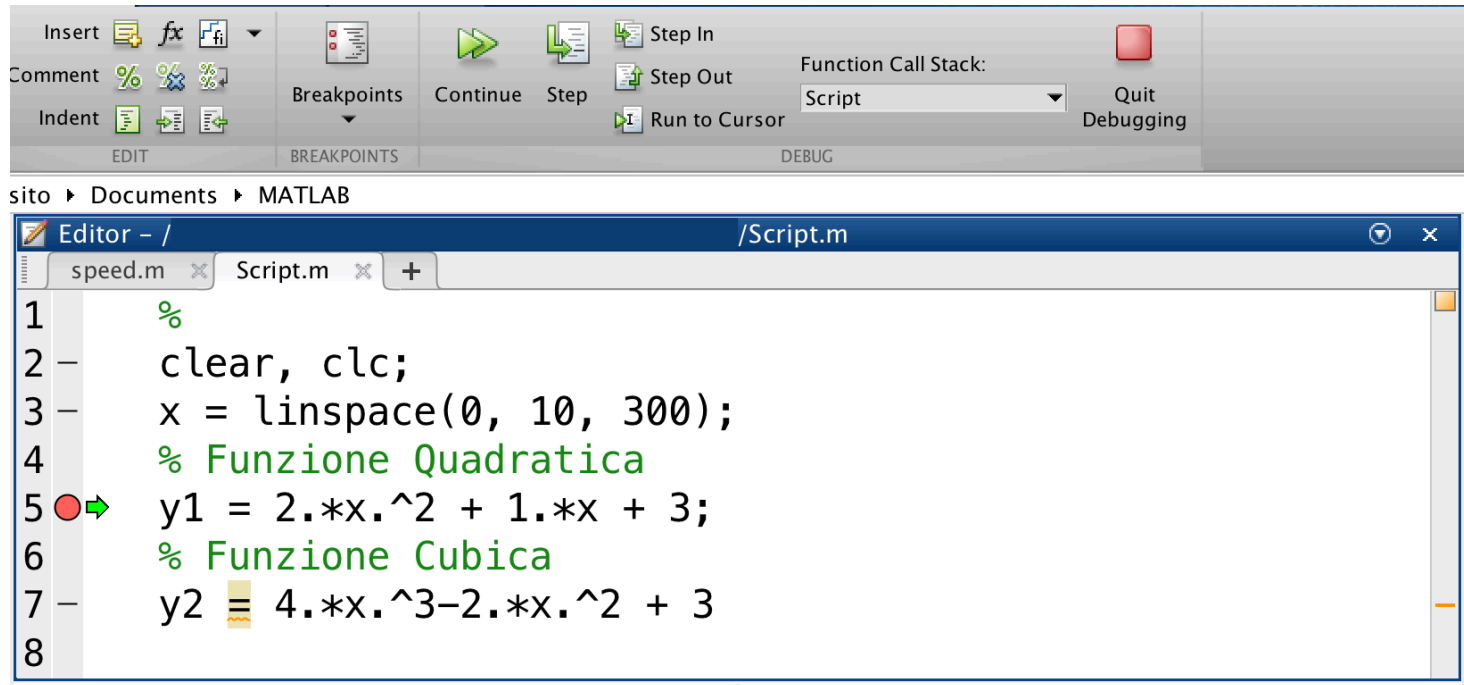 Insert fx fi
Comment % % %
Indent
Breakpoints
Continue
Step
Step In
Step Out
Run to Cursor
Function Call Stack:
Script
Quit
Debugging
EDIT BREAKPOINTS DEBUG
sito Documents MATLAB
Editor – / /Script.m
speed.m Script.m +
1 %
2 – clear, clc;
3 – x = linspace(0, 10, 300);
4 % Funzione Quadratica
5 y1 = 2.*x.^2 + 1.*x + 3;
6 % Funzione Cubica
7 – y2 = 4.*x.^3-2.*x.^2 + 3
8